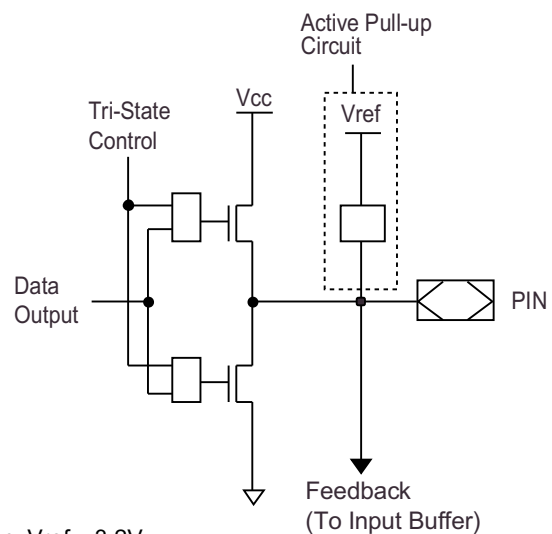 Active Pull-up
Circuit
Vcc
Vref
Tri-State
Control
Data
Output
PIN
Feedback
(To Input Buffer)